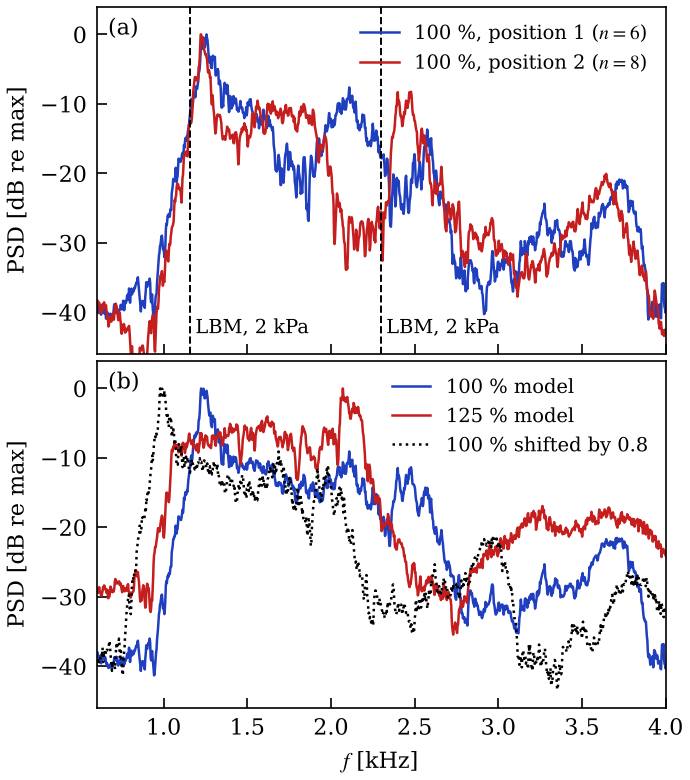 (a)
100 %, position 1 (n = 6)
100 %, position 2 (n = 8)
0
−10
−20
−30
−40
PSD [dB re max]
LBM, 2 kPa
LBM, 2 kPa
(b)
100 % model
125 % model
100 % shifted by 0.8
0
−10
−20
−30
−40
PSD [dB re max]
1.0 1.5 2.0 2.5 3.0 3.5 4.0
f [kHz]